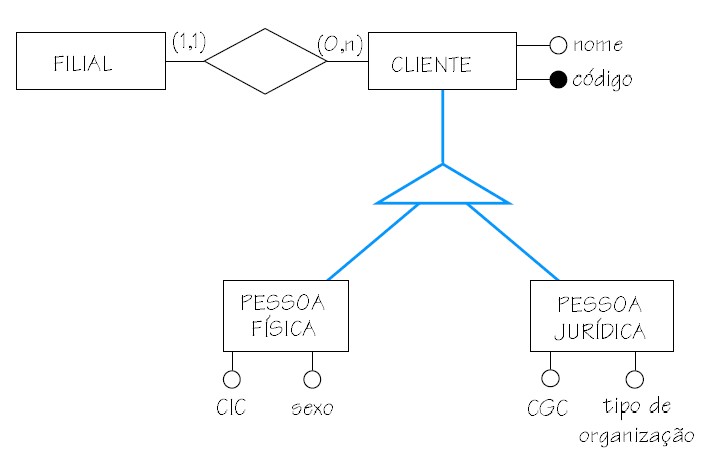 FILIAL
(1,1)
(0,n)
CLIENTE
nome
código
PESSOA
FÍSICA
PESSOA
JURÍDICA
CIC
sexo
CGC
tipo de
organização